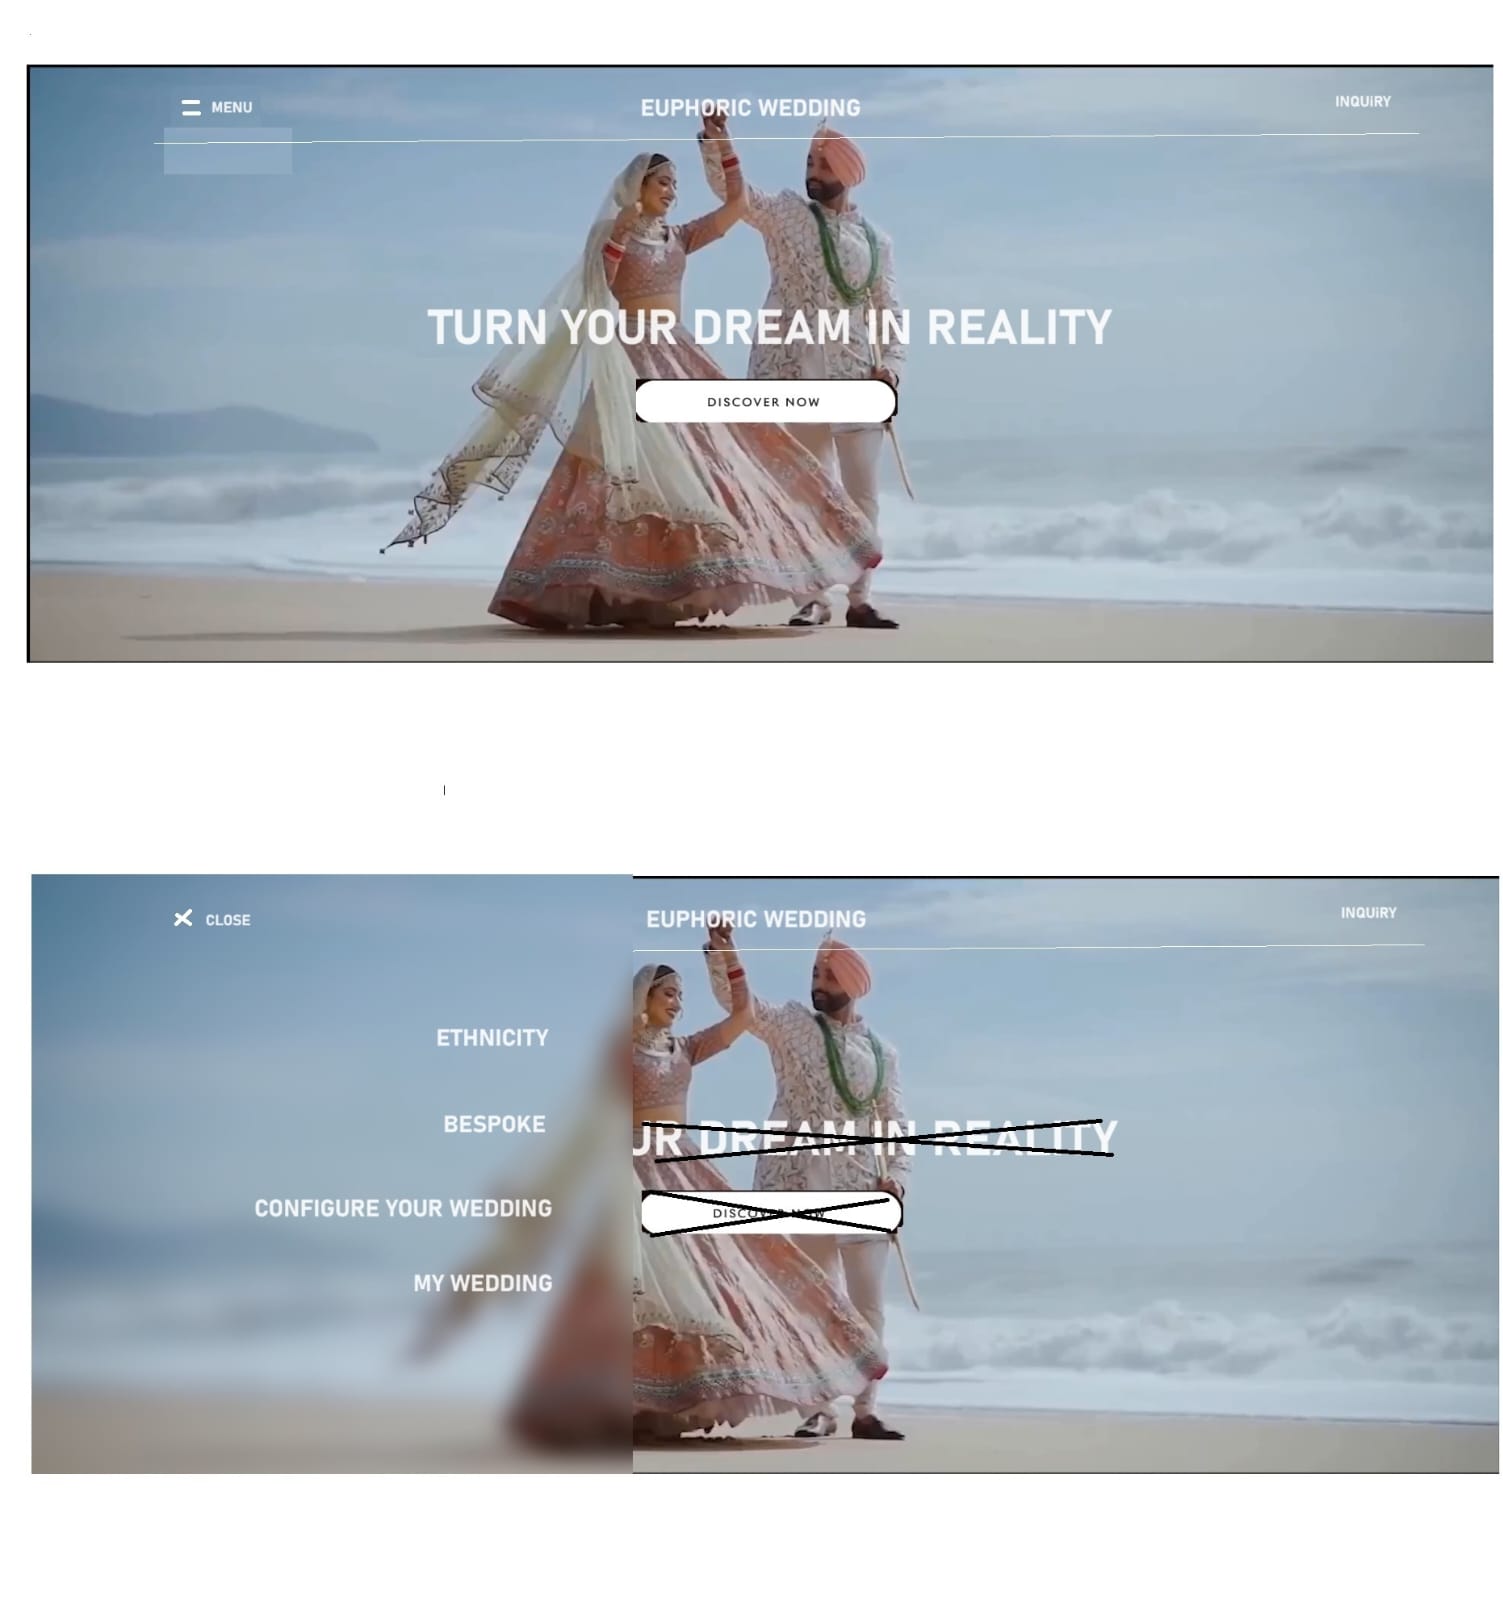 MENU
EUPHORIC WEDDING
INQUIRY
TURN YOUR DREAM IN REALITY
DISCOVER NOW
CLOSE
EUPHORIC WEDDING
INQUIRY
ETHNICITY
BESPOKE
UR DREAM IN REALITY
CONFIGURE YOUR WEDDING
DISCOVER NOW
MY WEDDING